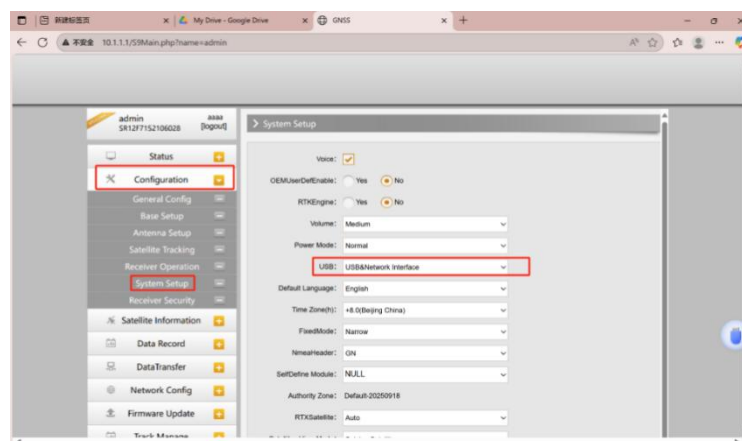 新建标签页
My Drive - Google Drive
GNSS
不安全 10.1.1.1/S9Main.php?name=admin
admin
aaaa
SR12F7152106028
[logout]
System Setup
Status
Configuration
General Config
Base Setup
Antenna Setup
Satellite Tracking
Receiver Operation
System Setup
Receiver Security
Satellite Information
Data Record
DataTransfer
Network Config
Firmware Update
Track Manage
Voice:
OEMUserDefEnable: Yes No
RTKEngine: Yes No
Volume: Medium
Power Mode: Normal
USB: USB&Network Interface
Default Language: English
Time Zone(h): +8.0(Beijing China)
FixedMode: Narrow
NmeaHeader: GN
SelfDefine Module: NULL
Authority Zone: Default-20250918
RTXSatellite: Auto